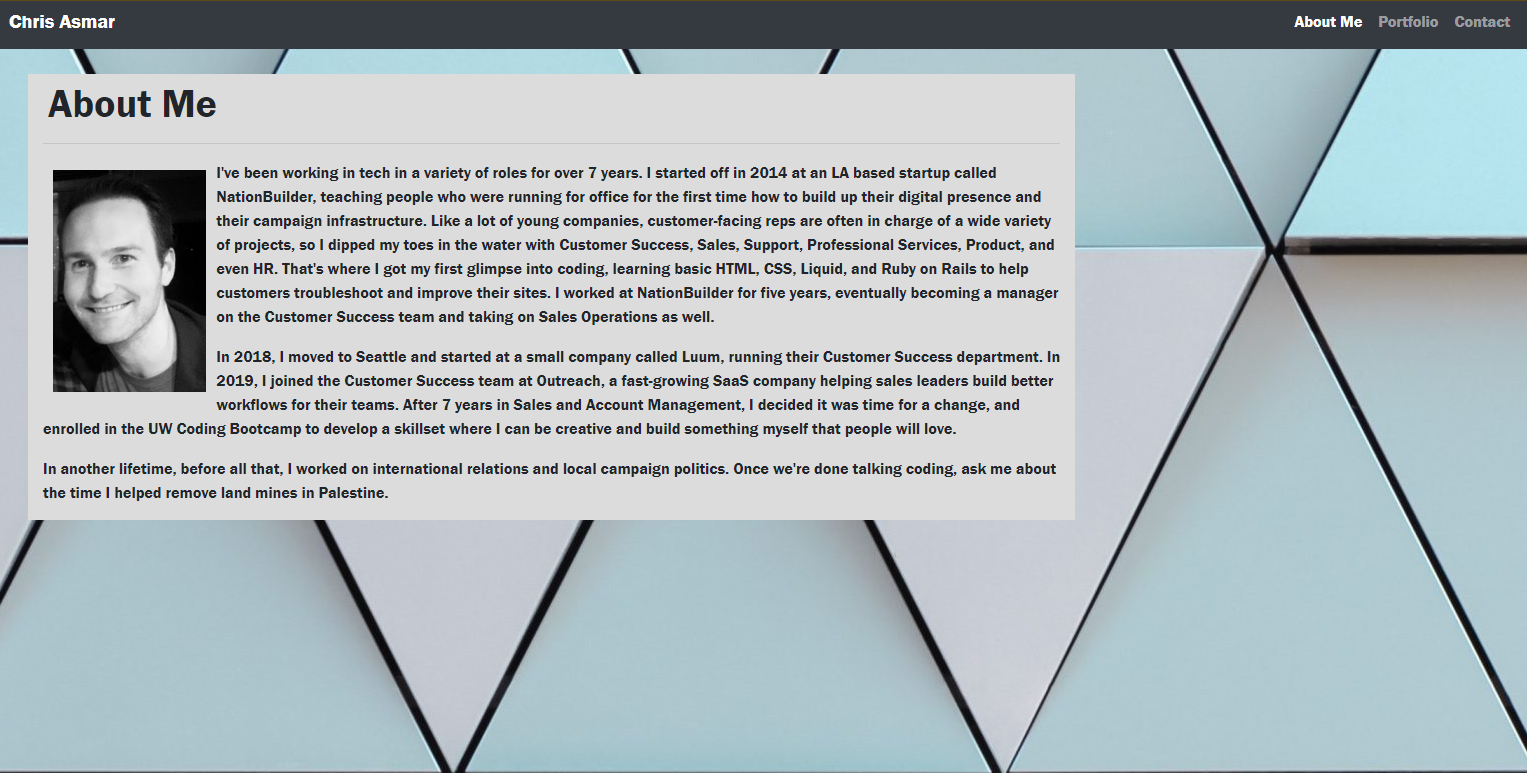 Chris Asmar
About Me Portfolio Contact
About Me
I've been working in tech in a variety of roles for over 7 years. I started off in 2014 at an LA based startup called
NationBuilder, teaching people who were running for office for the first time how to build up their digital presence and
their campaign infrastructure. Like a lot of young companies, customer-facing reps are often in charge of a wide variety
of projects, so I dipped my toes in the water with Customer Success, Sales, Support, Professional Services, Product, and
even HR. That's where I got my first glimpse into coding, learning basic HTML, CSS, Liquid, and Ruby on Rails to help
customers troubleshoot and improve their sites. I worked at NationBuilder for five years, eventually becoming a manager
on the Customer Success team and taking on Sales Operations as well.
In 2018, I moved to Seattle and started at a small company called Luum, running their Customer Success department. In
2019, I joined the Customer Success team at Outreach, a fast-growing SaaS company helping sales leaders build better
workflows for their teams. After 7 years in Sales and Account Management, I decided it was time for a change, and
enrolled in the UW Coding Bootcamp to develop a skillset where I can be creative and build something myself that people will love.
In another lifetime, before all that, I worked on international relations and local campaign politics. Once we're done talking coding, ask me about
the time I helped remove land mines in Palestine.